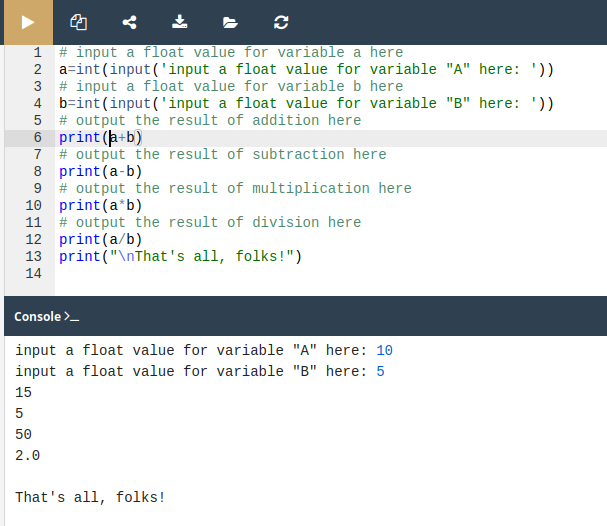 1 # input a float value for variable a here
2 a=int(input('input a float value for variable "A" here: '))
3 # input a float value for variable b here
4 b=int(input('input a float value for variable "B" here: '))
5 # output the result of addition here
6 print(a+b)
7 # output the result of subtraction here
8 print(a-b)
9 # output the result of multiplication here
10 print(a*b)
11 # output the result of division here
12 print(a/b)
13 print("\nThat's all, folks!")
14
Console >_
input a float value for variable "A" here: 10
input a float value for variable "B" here: 5
15
5
50
2.0
That's all, folks!